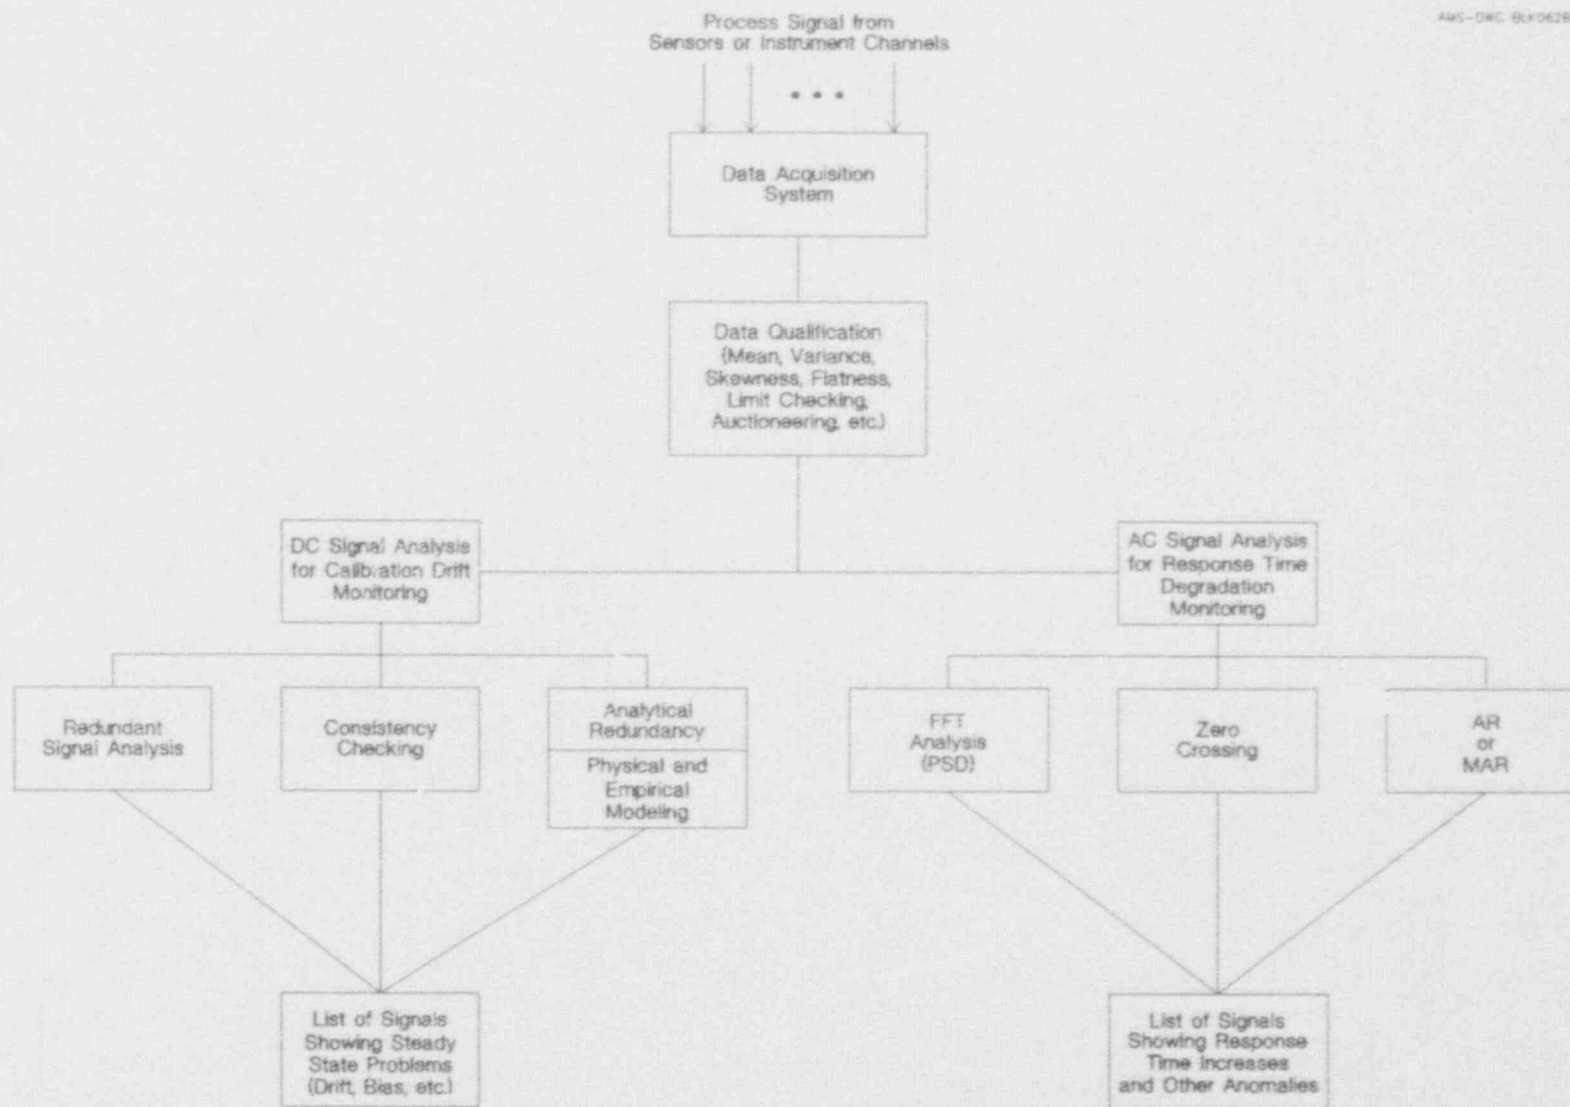 Process Signal from
Sensors or Instrument Channels
Data Acquisition
System
Data Qualification
(Mean, Variance,
Skewness, Flatness,
Limit Checking,
Auctioneering, etc.)
DC Signal Analysis
for Calibration Drift
Monitoring
AC Signal Analysis
for Response Time
Degradation
Monitoring
Redundant
Signal Analysis
Consistency
Checking
Analytical
Redundancy
Physical and
Empirical
Modeling
FFT
Analysis
(PSD)
Zero
Crossing
AR
or
MAR
List of Signals
Showing Steady
State Problems
(Drift, Bias, etc.)
List of Signals
Showing Response
Time Increases
and Other Anomalies